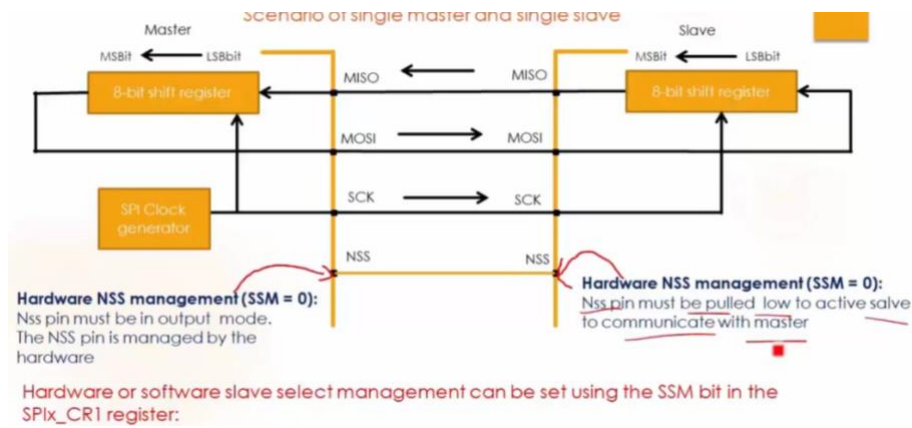 Scenario of single master and single slave
Master
Slave
MSBit LSBbit
MSBit LSBbit
8-bit shift register
MISO
MISO
8-bit shift register
MOSI
MOSI
SPI Clock
generator
SCK
SCK
NSS
NSS
Hardware NSS management (SSM = 0):
Nss pin must be in output mode.
The NSS pin is managed by the
hardware
Hardware NSS management (SSM = 0):
Nss pin must be pulled low to active salve
to communicate with master
Hardware or software slave select management can be set using the SSM bit in the
SPIx_CR1 register: